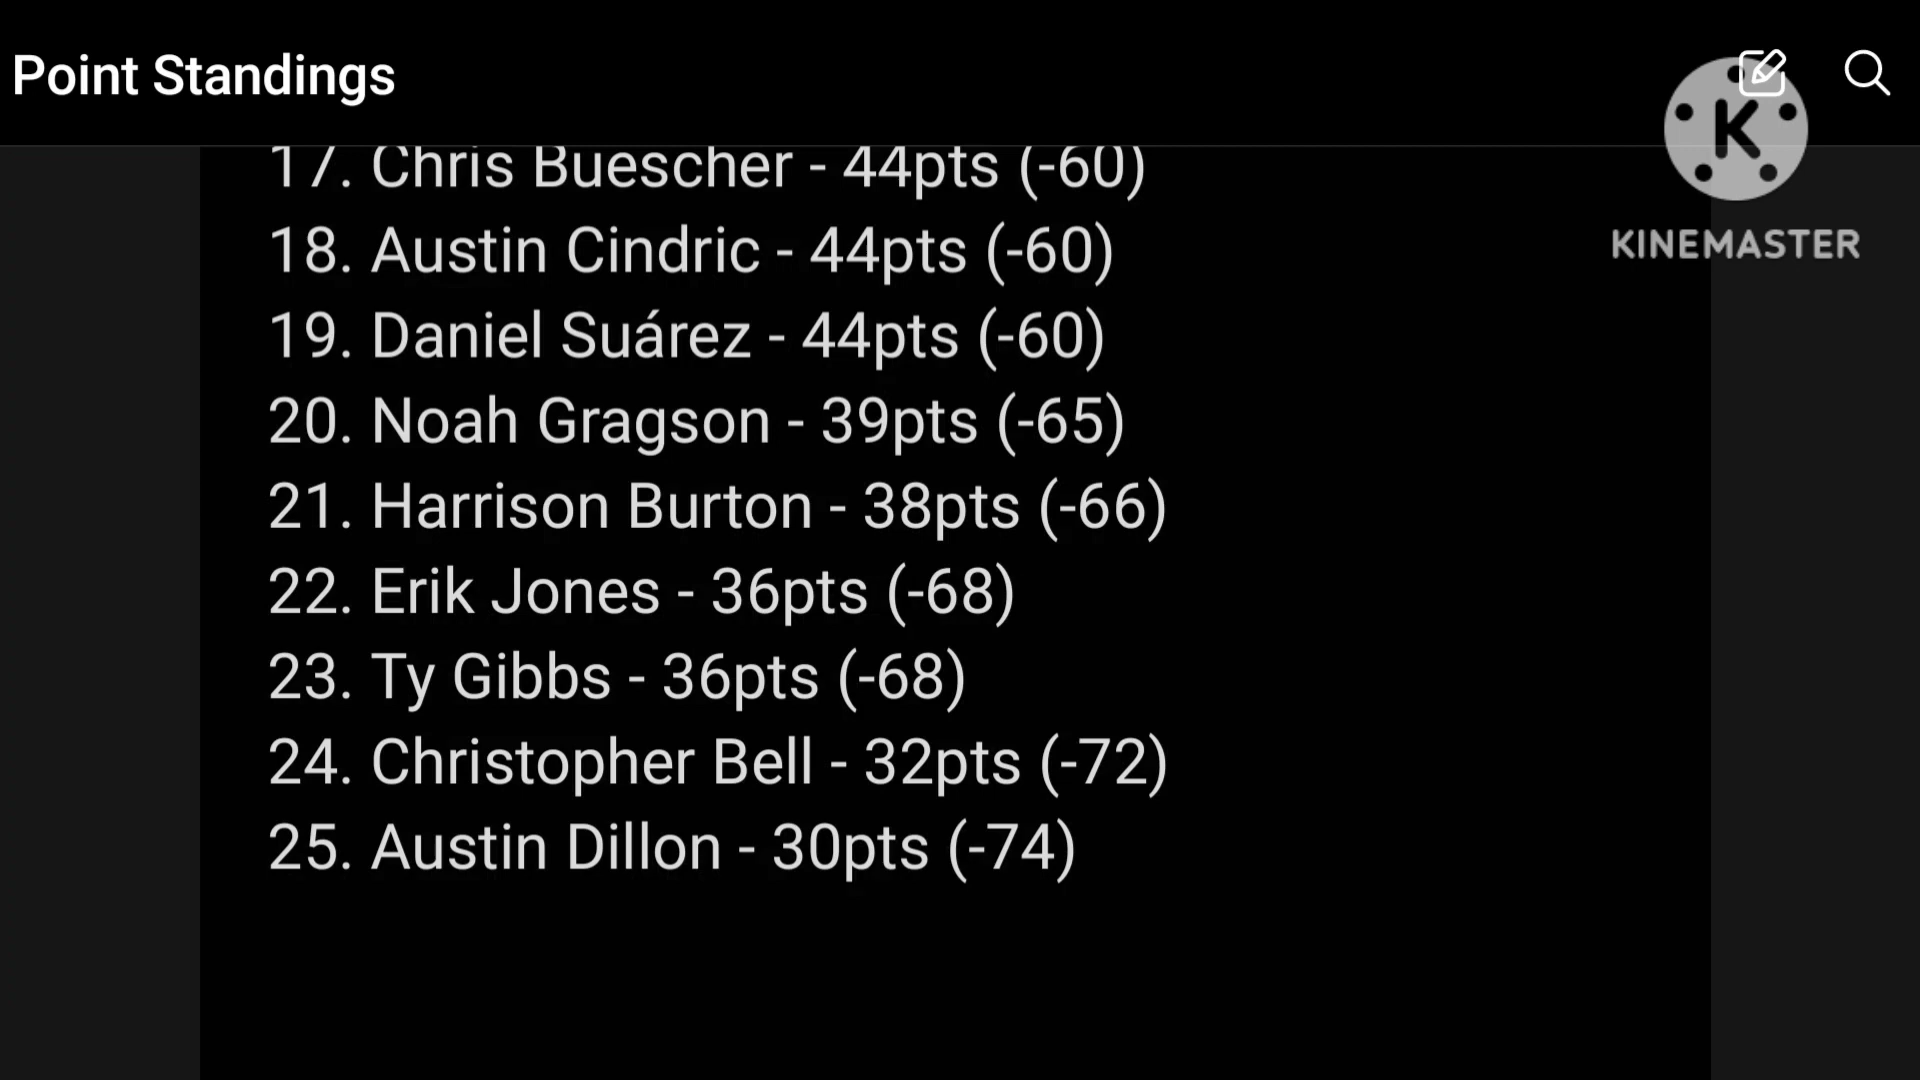 Point Standings
K
KINEMASTER
17. Chris Buescher - 44pts (-60)
18. Austin Cindric - 44pts (-60)
19. Daniel Suárez - 44pts (-60)
20. Noah Gragson - 39pts (-65)
21. Harrison Burton - 38pts (-66)
22. Erik Jones - 36pts (-68)
23. Ty Gibbs - 36pts (-68)
24. Christopher Bell - 32pts (-72)
25. Austin Dillon - 30pts (-74)